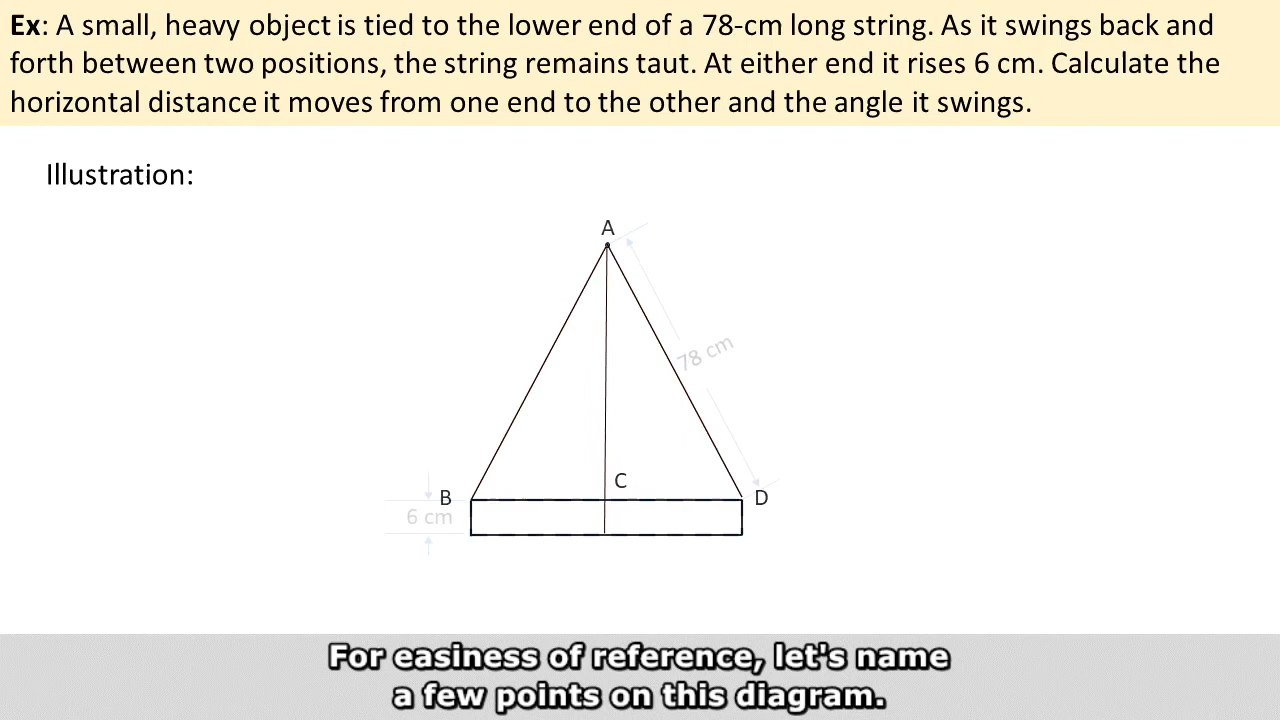 Ex: A small, heavy object is tied to the lower end of a 78-cm long string. As it swings back and
forth between two positions, the string remains taut. At either end it rises 6 cm. Calculate the
horizontal distance it moves from one end to the other and the angle it swings.
Illustration:
A
78 cm
C
B
D
6 cm
For easiness of reference, let's name
a few points on this diagram.